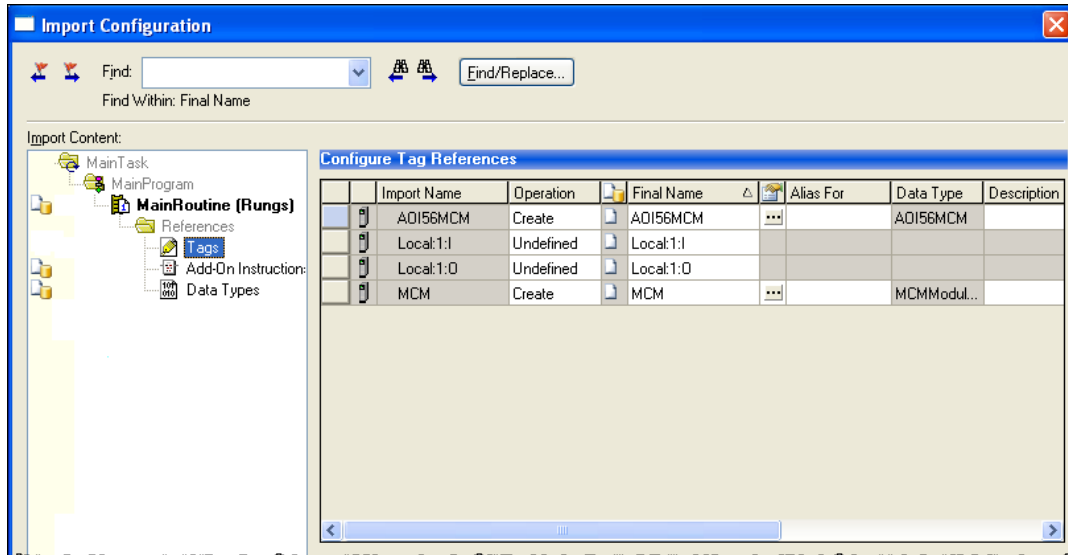 Import Configuration
Find:
Find/Replace...
Find Within: Final Name
Import Content:
MainTask
MainProgram
MainRoutine (Rungs)
References
Tags
Add-On Instruction:
Data Types
Configure Tag References
Import Name Operation Final Name Alias For Data Type Description
AOI56MCM Create AOI56MCM ... AOI56MCM
Local:1:I Undefined Local:1:I
Local:1:O Undefined Local:1:O
MCM Create MCM ... MCMModul...